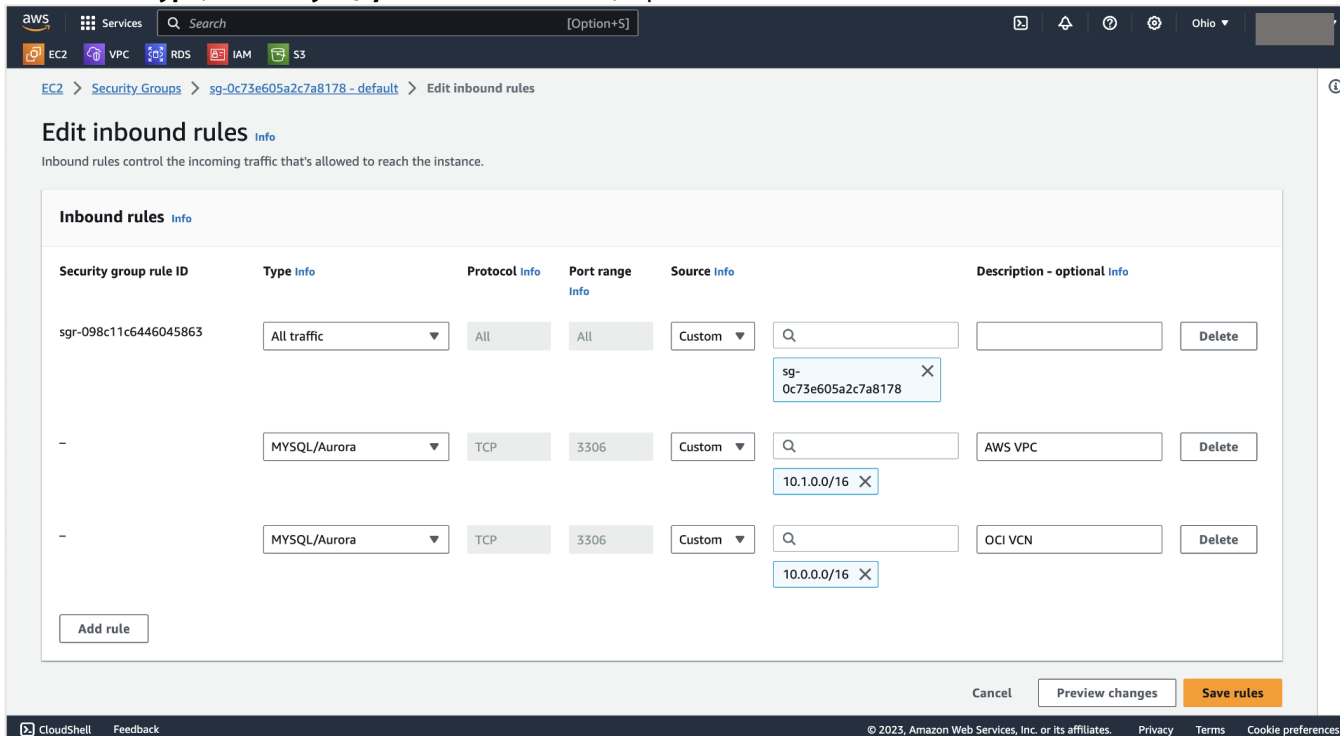 aws Services Search [Option+S] Ohio ▼
EC2 VPC RDS IAM S3
EC2 > Security Groups > sg-0c73e605a2c7a8178 - default > Edit inbound rules
Edit inbound rules Info
Inbound rules control the incoming traffic that's allowed to reach the instance.
Inbound rules Info
Security group rule ID Type Info Protocol Info Port range Source Info Description - optional Info
Info
sgr-098c11c6446045863 All traffic ▼ All All Custom ▼ Delete
sg-
0c73e605a2c7a8178
– MYSQL/Aurora ▼ TCP 3306 Custom ▼ AWS VPC Delete
10.1.0.0/16
– MYSQL/Aurora ▼ TCP 3306 Custom ▼ OCI VCN Delete
10.0.0.0/16
Add rule
Cancel Preview changes Save rules
CloudShell Feedback © 2023, Amazon Web Services, Inc. or its affiliates. Privacy Terms Cookie preferences